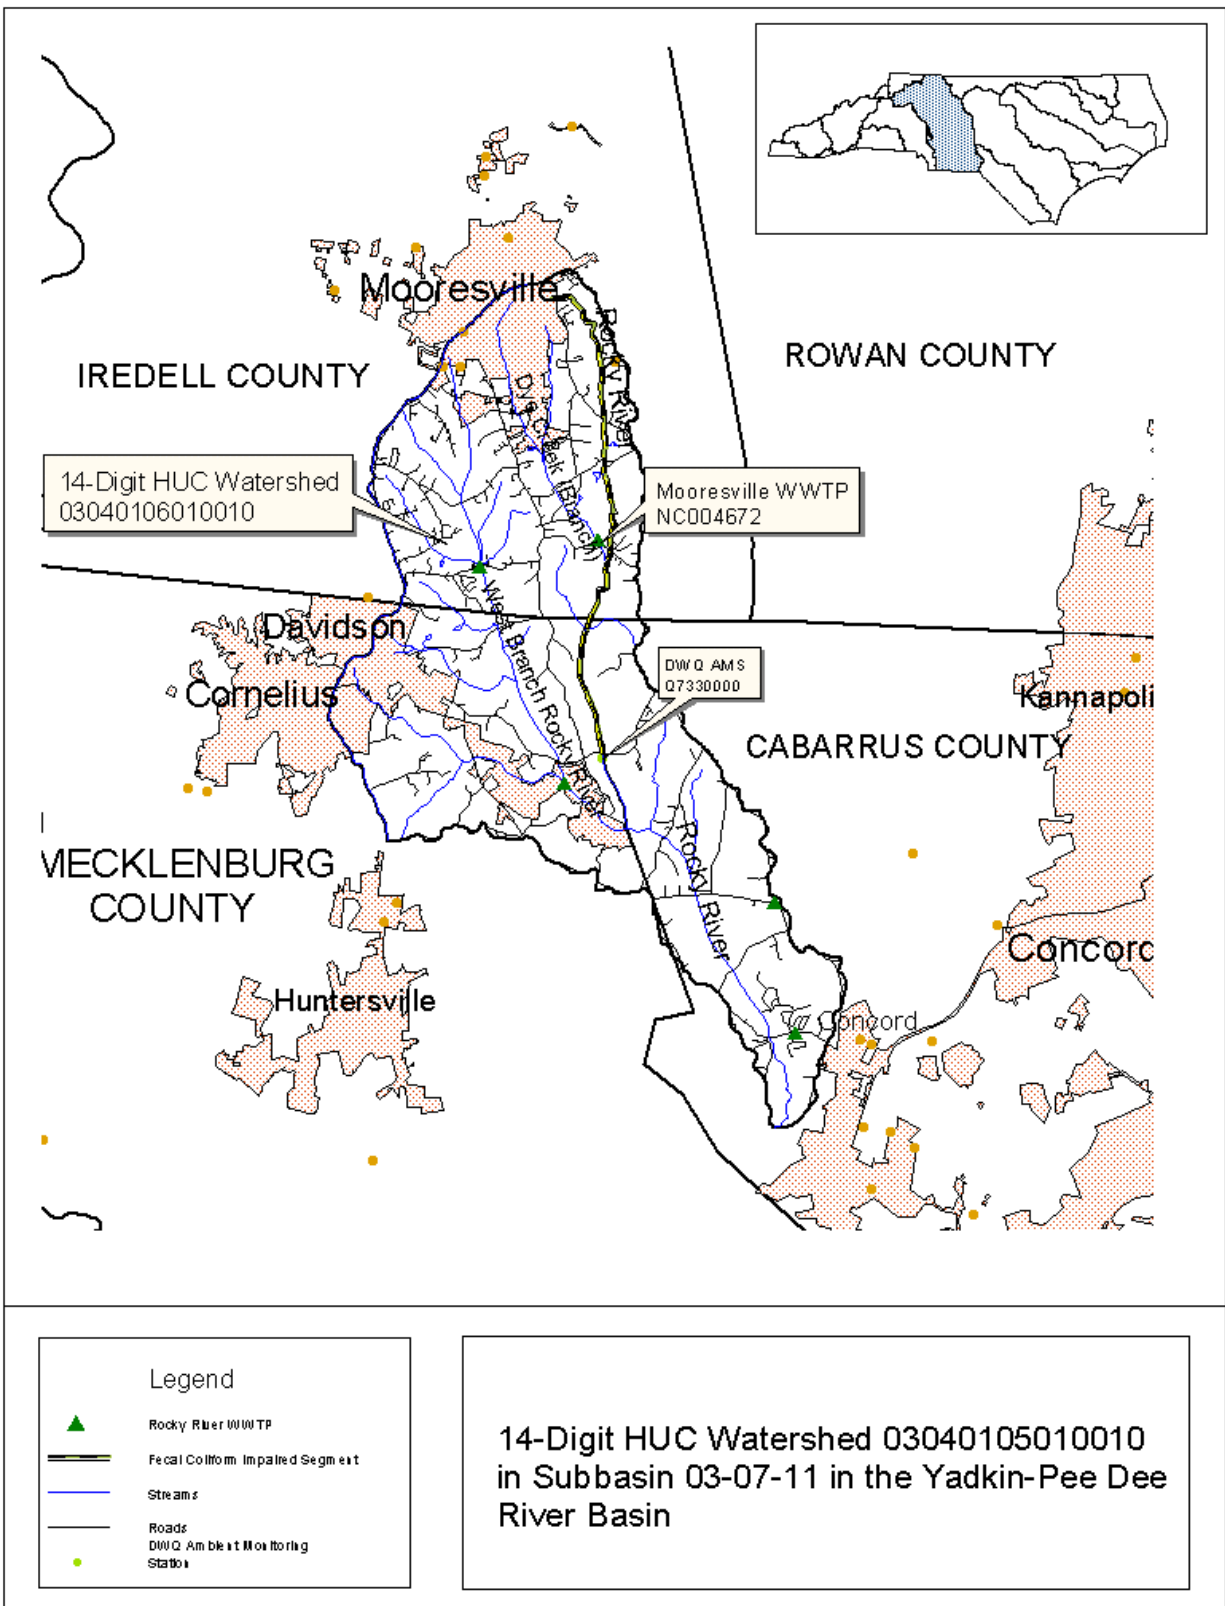 Mooresville
IREDELL COUNTY
ROWAN COUNTY
Rocky River
Dye Creek (Branch)
14-Digit HUC Watershed
03040106010010
Mooresville WWTP
NC004672
Davidson
Cornelius
West Branch Rocky River
DWQ AMS
Q7330000
Kannapoli
CABARRUS COUNTY
MECKLENBURG
COUNTY
Rocky River
Concord
Huntersville
Concord
Legend
Rocky River WWTP
Fecal Coliform Impaired Segment
Streams
Roads
DWQ Ambient Monitoring
Station
14-Digit HUC Watershed 03040105010010
in Subbasin 03-07-11 in the Yadkin-Pee Dee
River Basin